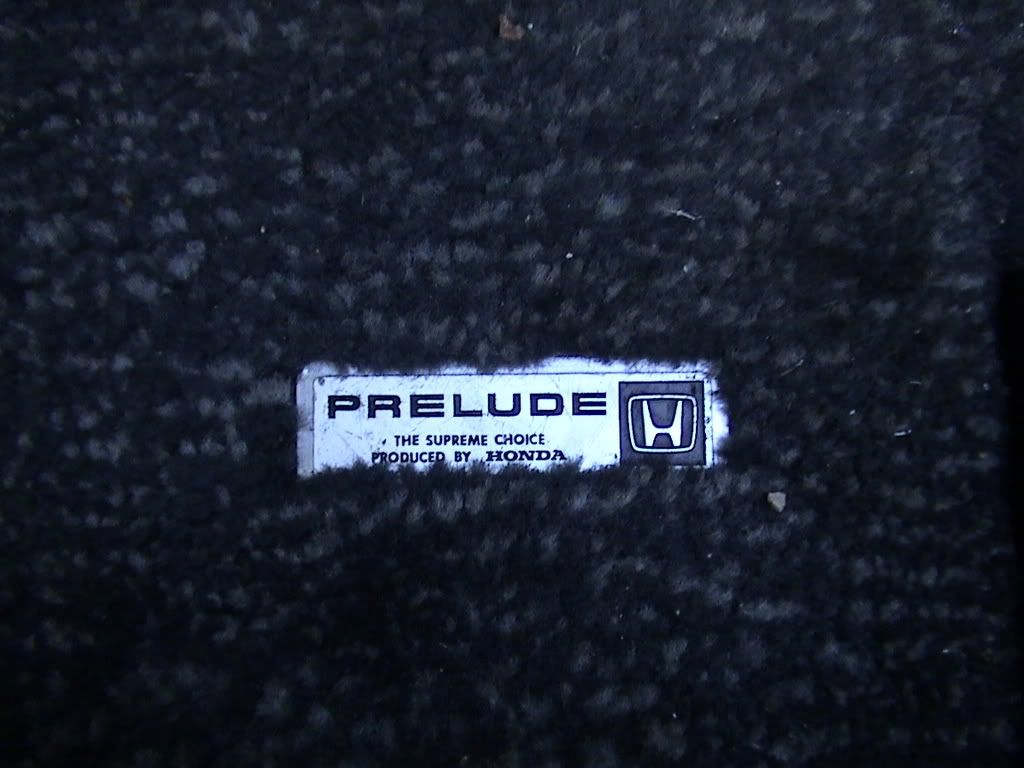 PRELUDE
THE SUPREME CHOICE
PRODUCED BY HONDA